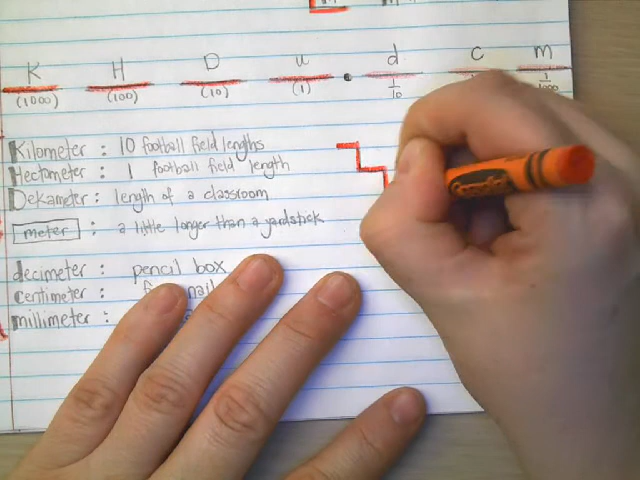 K H D u . d c m
(1000) (100) (10) (1) 1/10 1/1000
Kilometer : 10 football field lengths
Hectometer : 1 football field length
Dekameter : length of a classroom
meter : a little longer than a yardstick
decimeter : pencil box
centimeter : nail
millimeter :